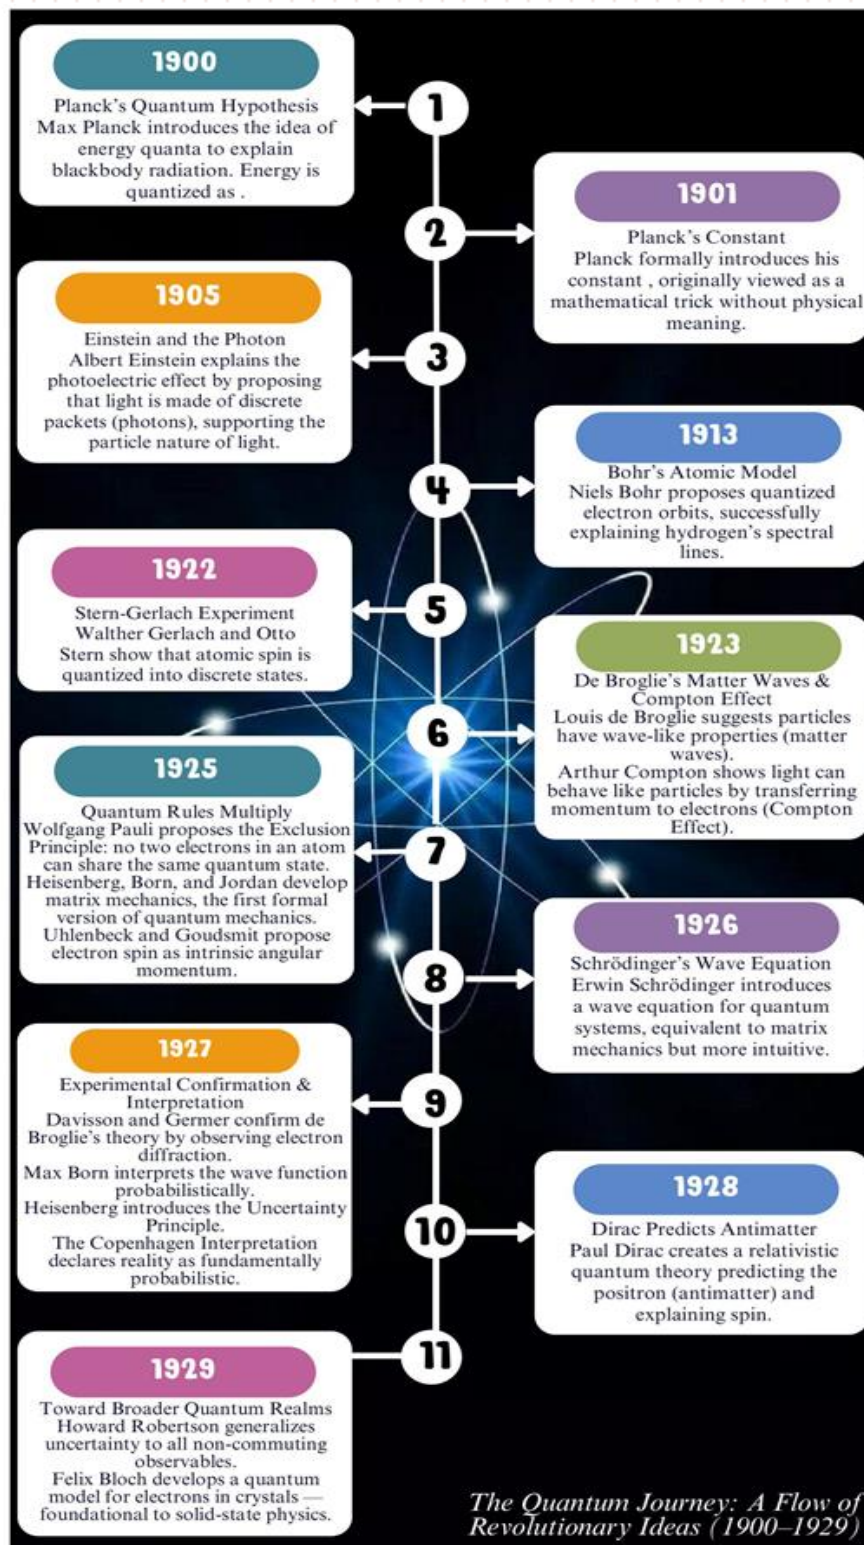 1900
Planck's Quantum Hypothesis
Max Planck introduces the idea of
energy quanta to explain
blackbody radiation. Energy is
quantized as .
1
2
1901
Planck's Constant
Planck formally introduces his
constant , originally viewed as a
mathematical trick without physical
meaning.
1905
Einstein and the Photon
Albert Einstein explains the
photoelectric effect by proposing
that light is made of discrete
packets (photons), supporting the
particle nature of light.
3
4
1913
Bohr's Atomic Model
Niels Bohr proposes quantized
electron orbits, successfully
explaining hydrogen's spectral
lines.
1922
Stern-Gerlach Experiment
Walther Gerlach and Otto
Stern show that atomic spin is
quantized into discrete states.
5
6
1923
De Broglie's Matter Waves &
Compton Effect
Louis de Broglie suggests particles
have wave-like properties (matter
waves).
Arthur Compton shows light can
behave like particles by transferring
momentum to electrons (Compton
Effect).
1925
Quantum Rules Multiply
Wolfgang Pauli proposes the Exclusion
Principle: no two electrons in an atom
can share the same quantum state.
Heisenberg, Born, and Jordan develop
matrix mechanics, the first formal
version of quantum mechanics.
Uhlenbeck and Goudsmit propose
electron spin as intrinsic angular
momentum.
7
8
1926
Schrödinger's Wave Equation
Erwin Schrödinger introduces
a wave equation for quantum
systems, equivalent to matrix
mechanics but more intuitive.
1927
Experimental Confirmation &
Interpretation
Davisson and Germer confirm de
Broglie's theory by observing electron
diffraction.
Max Born interprets the wave function
probabilistically.
Heisenberg introduces the Uncertainty
Principle.
The Copenhagen Interpretation
declares reality as fundamentally
probabilistic.
9
10
1928
Dirac Predicts Antimatter
Paul Dirac creates a relativistic
quantum theory predicting the
positron (antimatter) and
explaining spin.
11
1929
Toward Broader Quantum Realms
Howard Robertson generalizes
uncertainty to all non-commuting
observables.
Felix Bloch develops a quantum
model for electrons in crystals —
foundational to solid-state physics.
The Quantum Journey: A Flow of
Revolutionary Ideas (1900–1929)